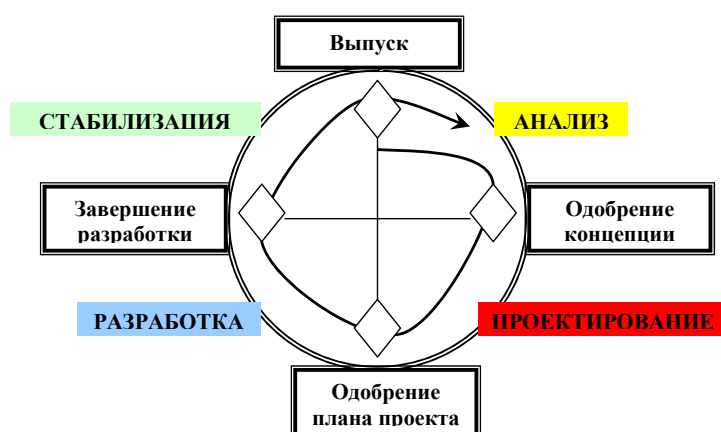 Выпуск
СТАБИЛИЗАЦИЯ
АНАЛИЗ
Завершение
разработки
Одобрение
концепции
РАЗРАБОТКА
ПРОЕКТИРОВАНИЕ
Одобрение
плана проекта